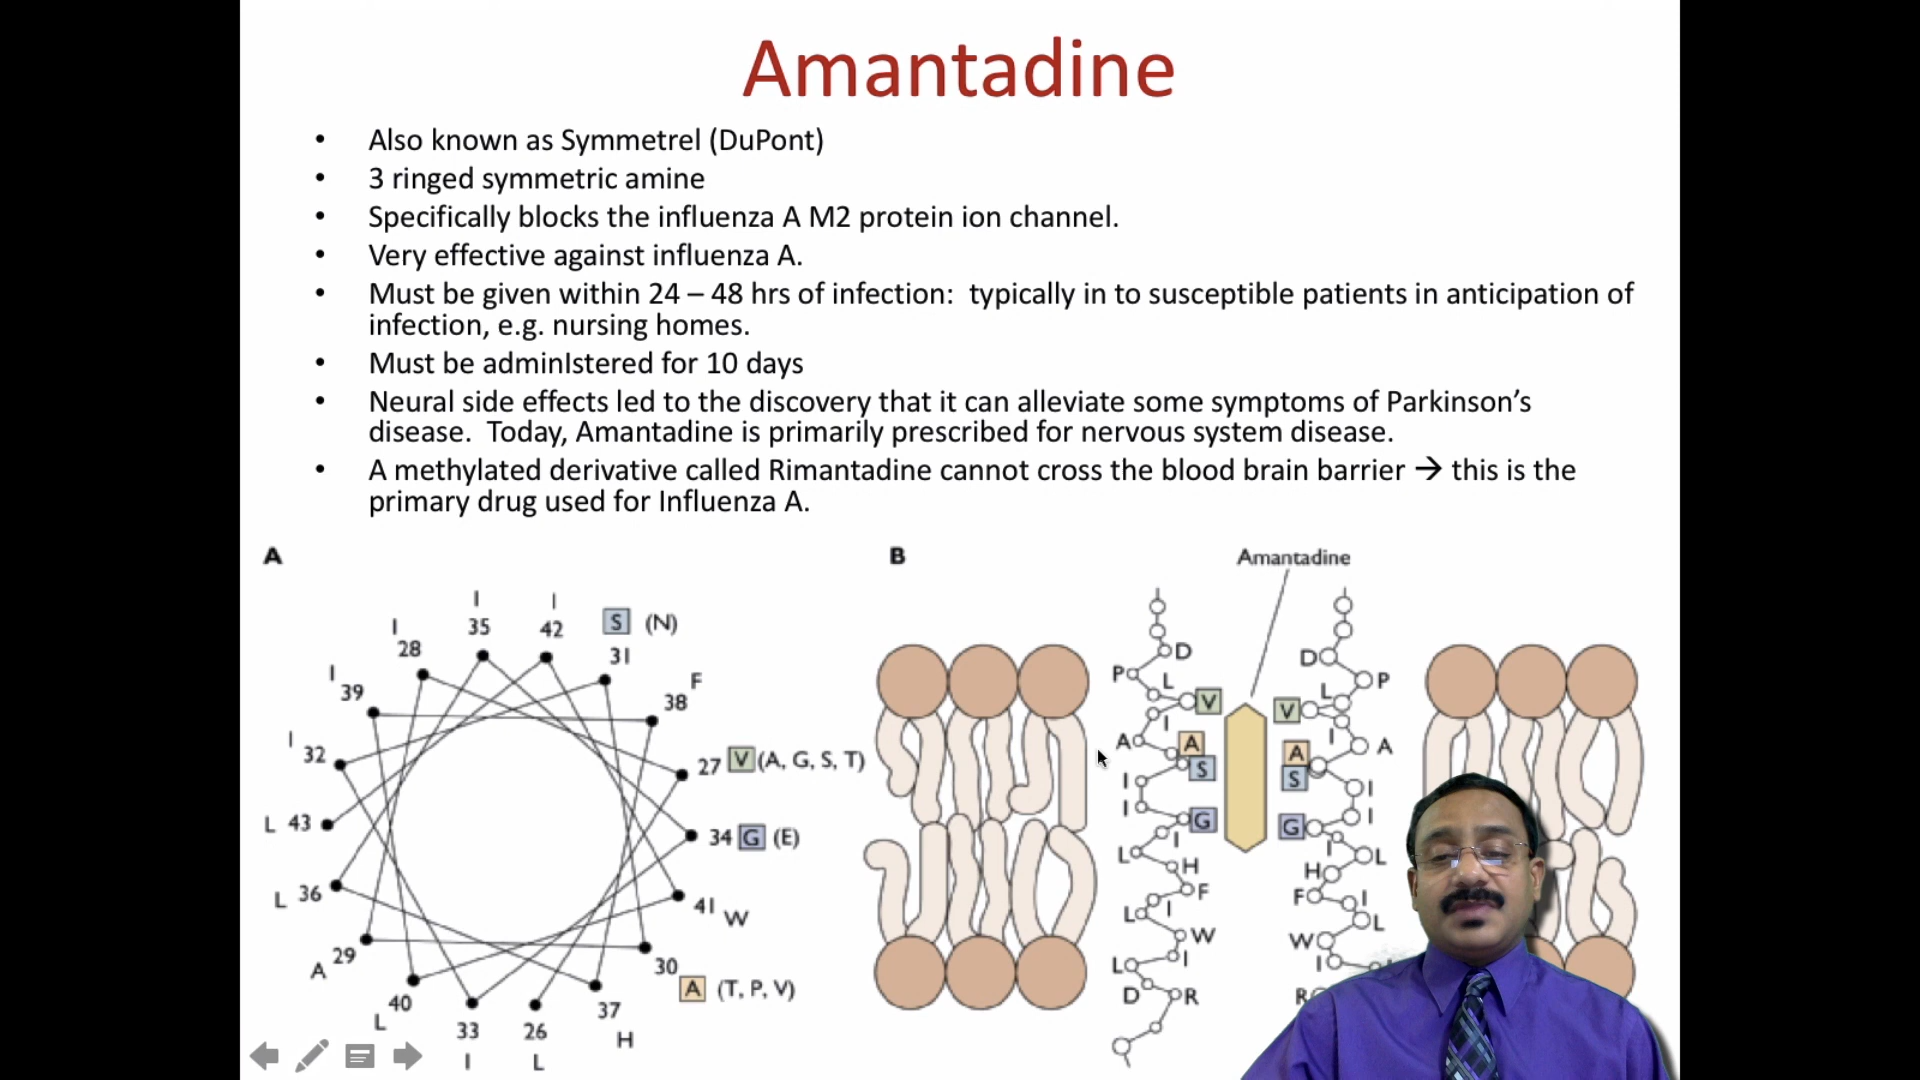 Amantadine
• Also known as Symmetrel (DuPont)
• 3 ringed symmetric amine
• Specifically blocks the influenza A M2 protein ion channel.
• Very effective against influenza A.
• Must be given within 24 – 48 hrs of infection:  typically in to susceptible patients in anticipation of
infection, e.g. nursing homes.
• Must be adminIstered for 10 days
• Neural side effects led to the discovery that it can alleviate some symptoms of Parkinson’s
disease.  Today, Amantadine is primarily prescribed for nervous system disease.
• A methylated derivative called Rimantadine cannot cross the blood brain barrier → this is the
primary drug used for Influenza A.
A
I 35
I 42
S (N) 31
I 28
F 38
I 39
I 32
27 V (A, G, S, T)
L 43
34 G (E)
L 36
41 W
A 29
30 A (T, P, V)
L 40
33 I
26 L
37 H
B
Amantadine
D
P
L
V
I
A
A
S
I
I
G
I
L
H
F
I
L
W
I
L
D
R
D
P
L
V
I
A
A
S
I
I
G
I
L
H
F
I
L
W
I
R